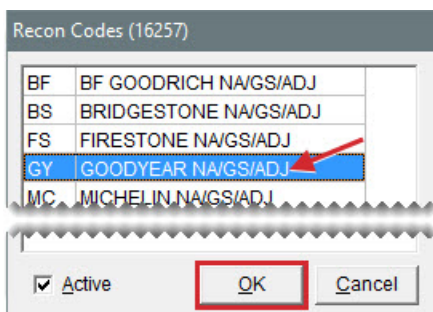 Recon Codes (16257)
BF BF GOODRICH NA/GS/ADJ
BS BRIDGESTONE NA/GS/ADJ
FS FIRESTONE NA/GS/ADJ
GY GOODYEAR NA/GS/ADJ
MC MICHELIN NA/GS/ADJ
Active OK Cancel